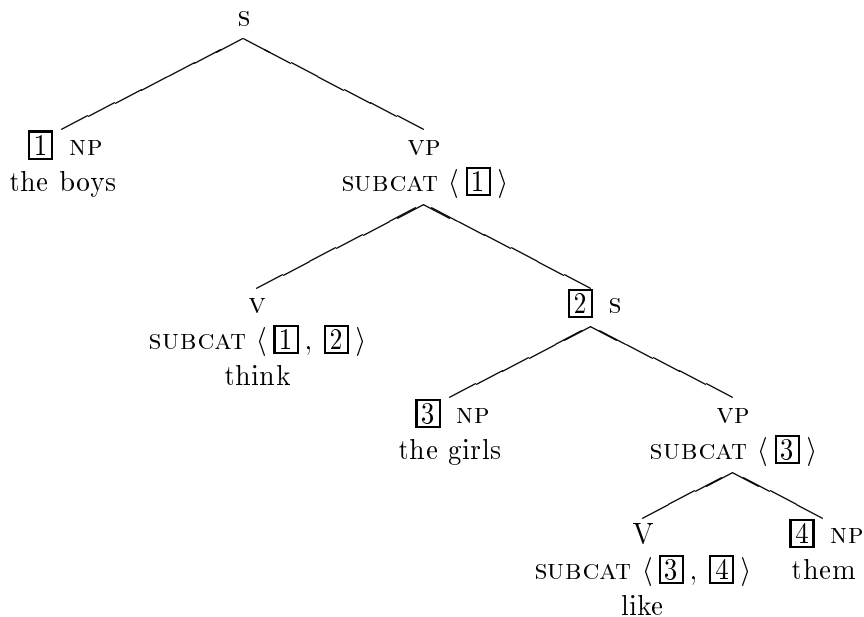 S
1 NP VP
the boys SUBCAT ⟨ 1 ⟩
V 2 S
SUBCAT ⟨ 1 , 2 ⟩
think
3 NP VP
the girls SUBCAT ⟨ 3 ⟩
V 4 NP
SUBCAT ⟨ 3 , 4 ⟩ them
like